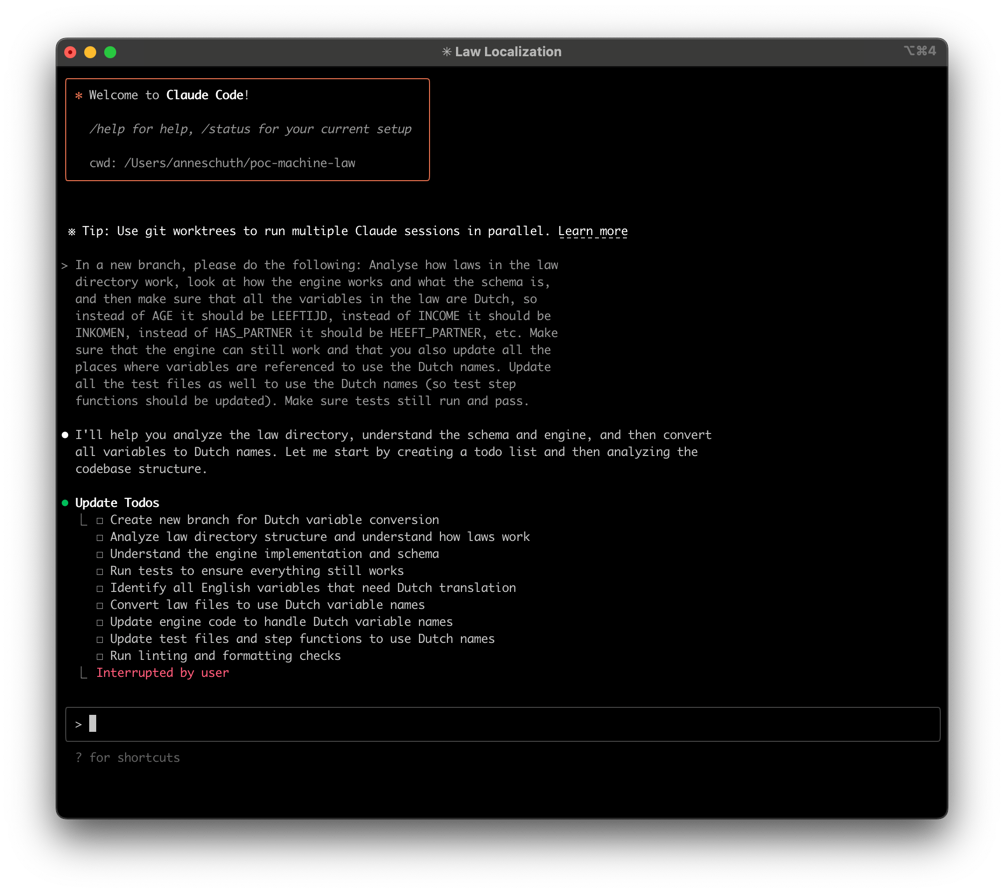 ✳ Law Localization
⌥⌘4
✻ Welcome to Claude Code!
/help for help, /status for your current setup
cwd: /Users/anneschuth/poc-machine-law
※ Tip: Use git worktrees to run multiple Claude sessions in parallel. Learn more
> In a new branch, please do the following: Analyse how laws in the law
directory work, look at how the engine works and what the schema is,
and then make sure that all the variables in the law are Dutch, so
instead of AGE it should be LEEFTIJD, instead of INCOME it should be
INKOMEN, instead of HAS_PARTNER it should be HEEFT_PARTNER, etc. Make
sure that the engine can still work and that you also update all the
places where variables are referenced to use the Dutch names. Update
all the test files as well to use the Dutch names (so test step
functions should be updated). Make sure tests still run and pass.
● I'll help you analyze the law directory, understand the schema and engine, and then convert
all variables to Dutch names. Let me start by creating a todo list and then analyzing the
codebase structure.
● Update Todos
⎿ ☐ Create new branch for Dutch variable conversion
☐ Analyze law directory structure and understand how laws work
☐ Understand the engine implementation and schema
☐ Run tests to ensure everything still works
☐ Identify all English variables that need Dutch translation
☐ Convert law files to use Dutch variable names
☐ Update engine code to handle Dutch variable names
☐ Update test files and step functions to use Dutch names
☐ Run linting and formatting checks
⎿ Interrupted by user
>
? for shortcuts